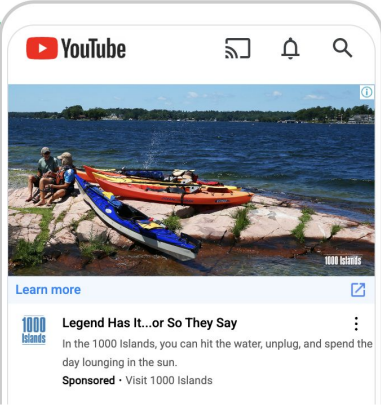 YouTube
1000 Islands
Learn more
1000
Islands
Legend Has It...or So They Say
In the 1000 Islands, you can hit the water, unplug, and spend the
day lounging in the sun.
Sponsored · Visit 1000 Islands